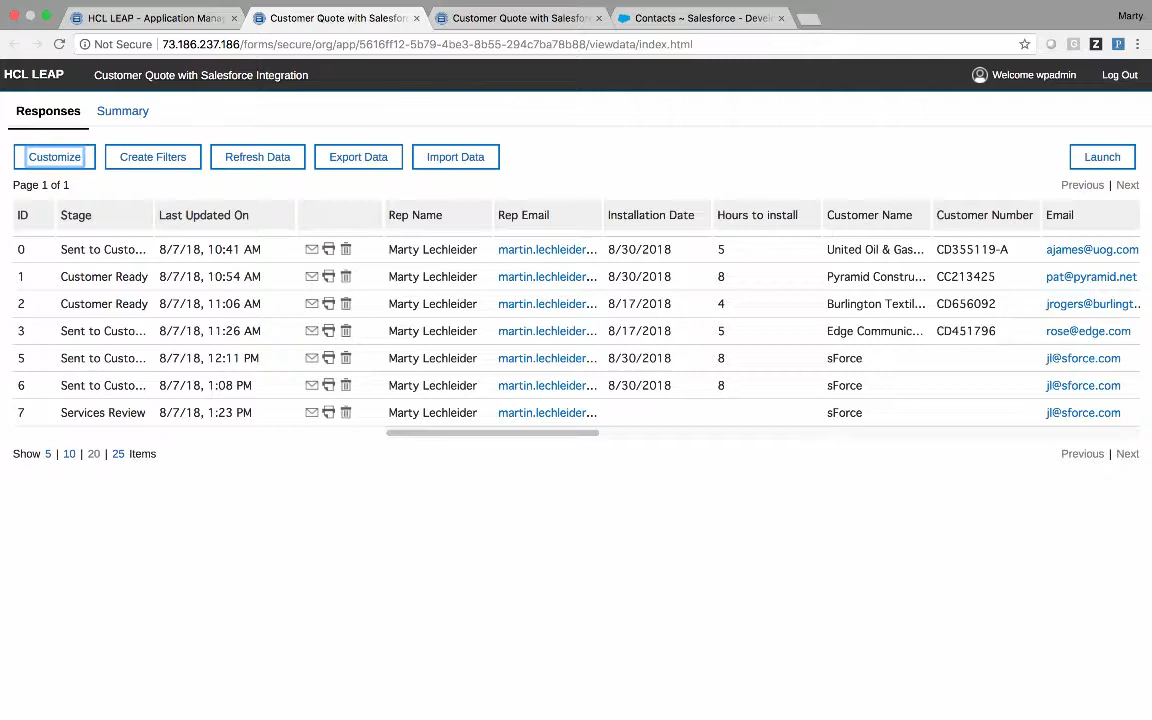 HCL LEAP - Application Mana
Customer Quote with Salesfor
Customer Quote with Salesfor
Contacts ~ Salesforce - Devel
Marty
Not Secure | 73.186.237.186/forms/secure/org/app/5616ff12-5b79-4be3-8b55-294c7ba78b88/viewdata/index.html
HCL LEAP Customer Quote with Salesforce Integration Welcome wpadmin Log Out
Responses Summary
Customize Create Filters Refresh Data Export Data Import Data Launch
Page 1 of 1 Previous | Next
ID Stage Last Updated On Rep Name Rep Email Installation Date Hours to install Customer Name Customer Number Email
0 Sent to Custo... 8/7/18, 10:41 AM Marty Lechleider martin.lechleider... 8/30/2018 5 United Oil & Gas... CD355119-A ajames@uog.com
1 Customer Ready 8/7/18, 10:54 AM Marty Lechleider martin.lechleider... 8/30/2018 8 Pyramid Constru... CC213425 pat@pyramid.net
2 Customer Ready 8/7/18, 11:06 AM Marty Lechleider martin.lechleider... 8/17/2018 4 Burlington Textil... CD656092 jrogers@burlingt..
3 Sent to Custo... 8/7/18, 11:26 AM Marty Lechleider martin.lechleider... 8/17/2018 5 Edge Communic... CD451796 rose@edge.com
5 Sent to Custo... 8/7/18, 12:11 PM Marty Lechleider martin.lechleider... 8/30/2018 8 sForce jl@sforce.com
6 Sent to Custo... 8/7/18, 1:08 PM Marty Lechleider martin.lechleider... 8/30/2018 8 sForce jl@sforce.com
7 Services Review 8/7/18, 1:23 PM Marty Lechleider martin.lechleider... sForce jl@sforce.com
Show 5 | 10 | 20 | 25 Items Previous | Next